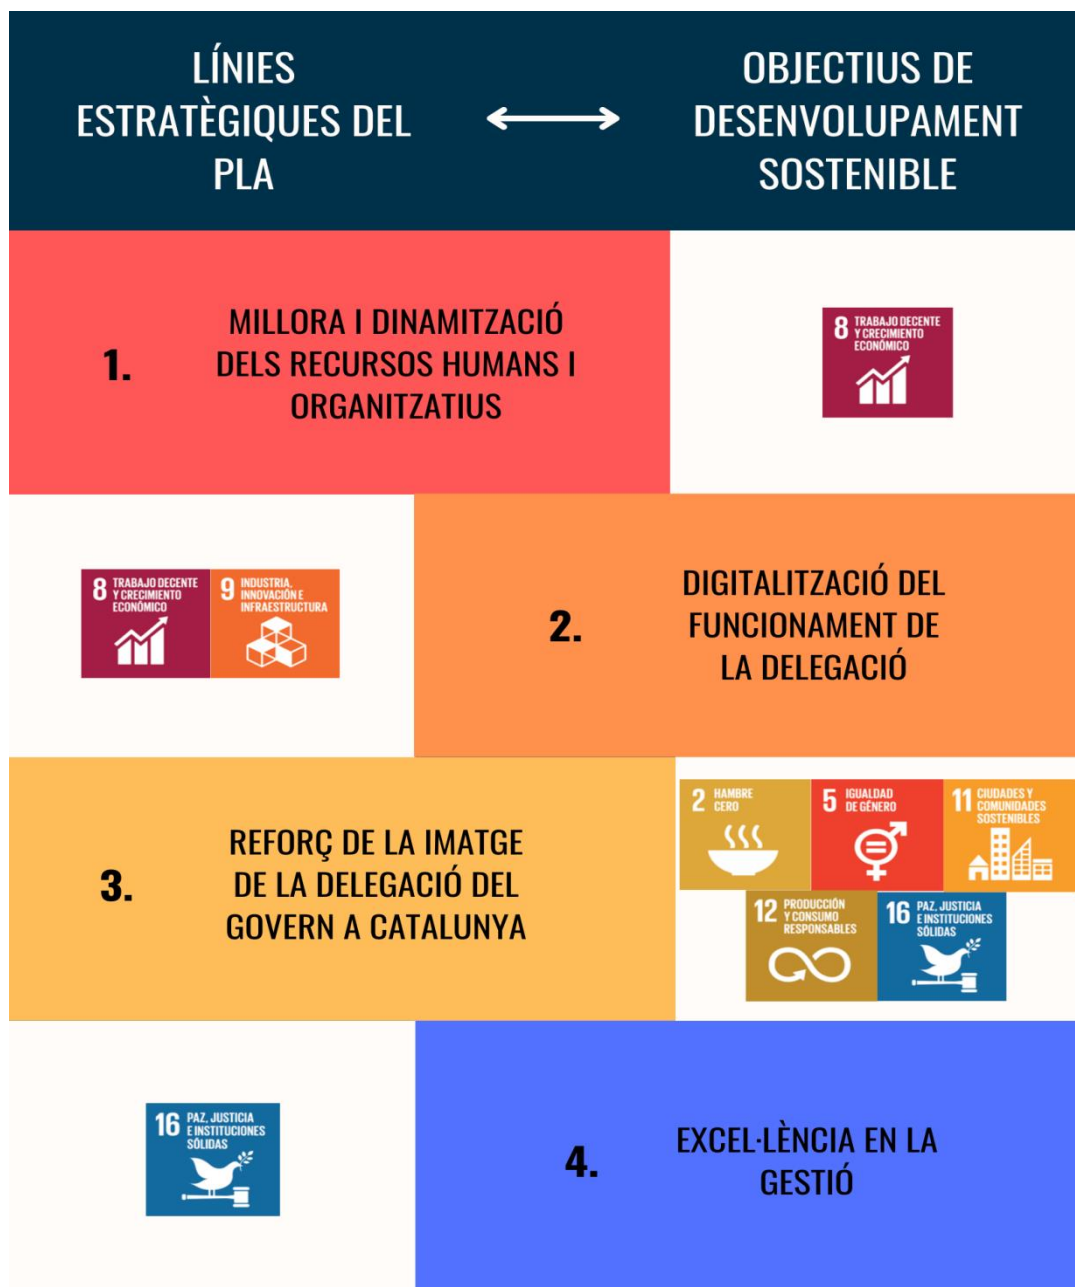 LÍNIES
ESTRATÈGIQUES DEL
PLA
OBJECTIUS DE
DESENVOLUPAMENT
SOSTENIBLE
1.
MILLORA I DINAMITZACIÓ
DELS RECURSOS HUMANS I
ORGANITZATIUS
8 TRABAJO DECENTE
Y CRECIMIENTO
ECONÓMICO
8 TRABAJO DECENTE
Y CRECIMIENTO
ECONÓMICO
9 INDUSTRIA,
INNOVACIÓN E
INFRAESTRUCTURA
2.
DIGITALITZACIÓ DEL
FUNCIONAMENT DE
LA DELEGACIÓ
3.
REFORÇ DE LA IMATGE
DE LA DELEGACIÓ DEL
GOVERN A CATALUNYA
2 HAMBRE
CERO
5 IGUALDAD
DE GÉNERO
11 CIUDADES Y
COMUNIDADES
SOSTENIBLES
12 PRODUCCIÓN
Y CONSUMO
RESPONSABLES
16 PAZ, JUSTICIA
E INSTITUCIONES
SÓLIDAS
16 PAZ, JUSTICIA
E INSTITUCIONES
SÓLIDAS
4.
EXCEL·LÈNCIA EN LA
GESTIÓ